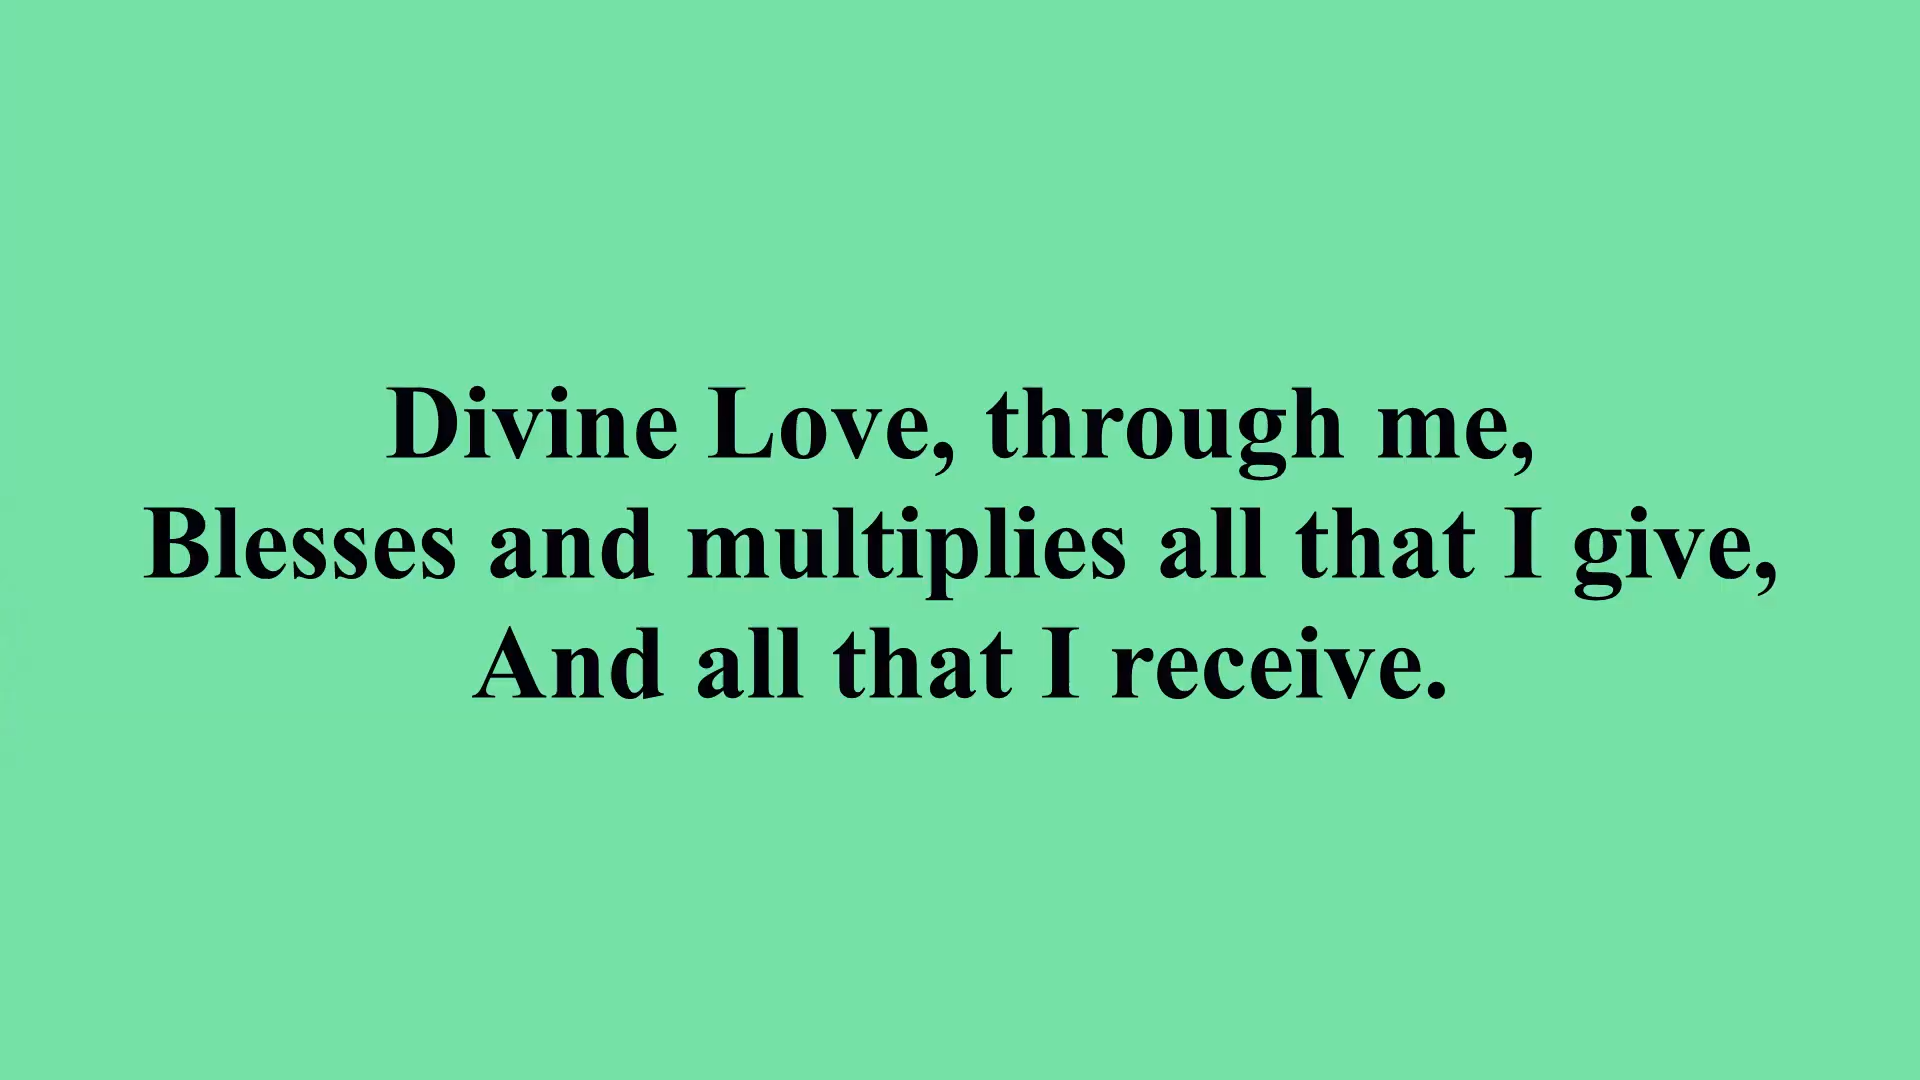 Divine Love, through me,
Blesses and multiplies all that I give,
And all that I receive.